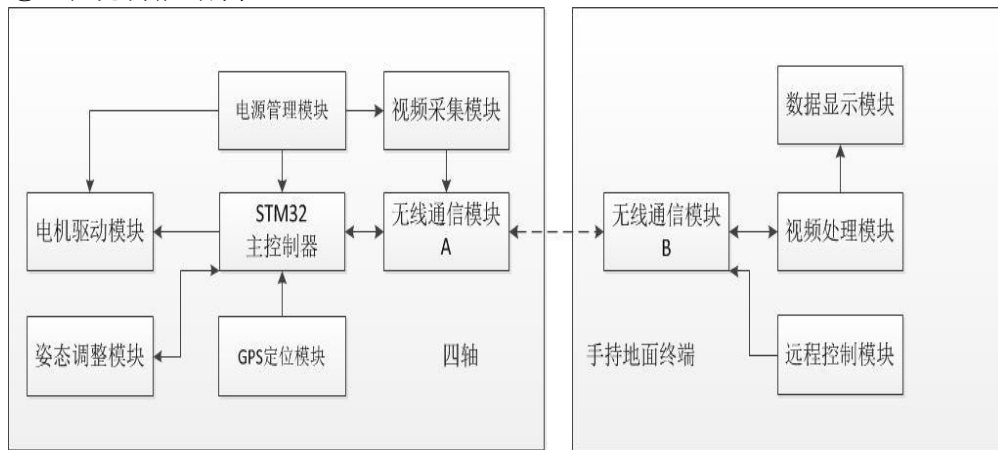 电源管理模块
视频采集模块
数据显示模块
电机驱动模块
STM32
主控制器
无线通信模块
A
无线通信模块
B
视频处理模块
姿态调整模块
GPS定位模块
四轴
手持地面终端
远程控制模块